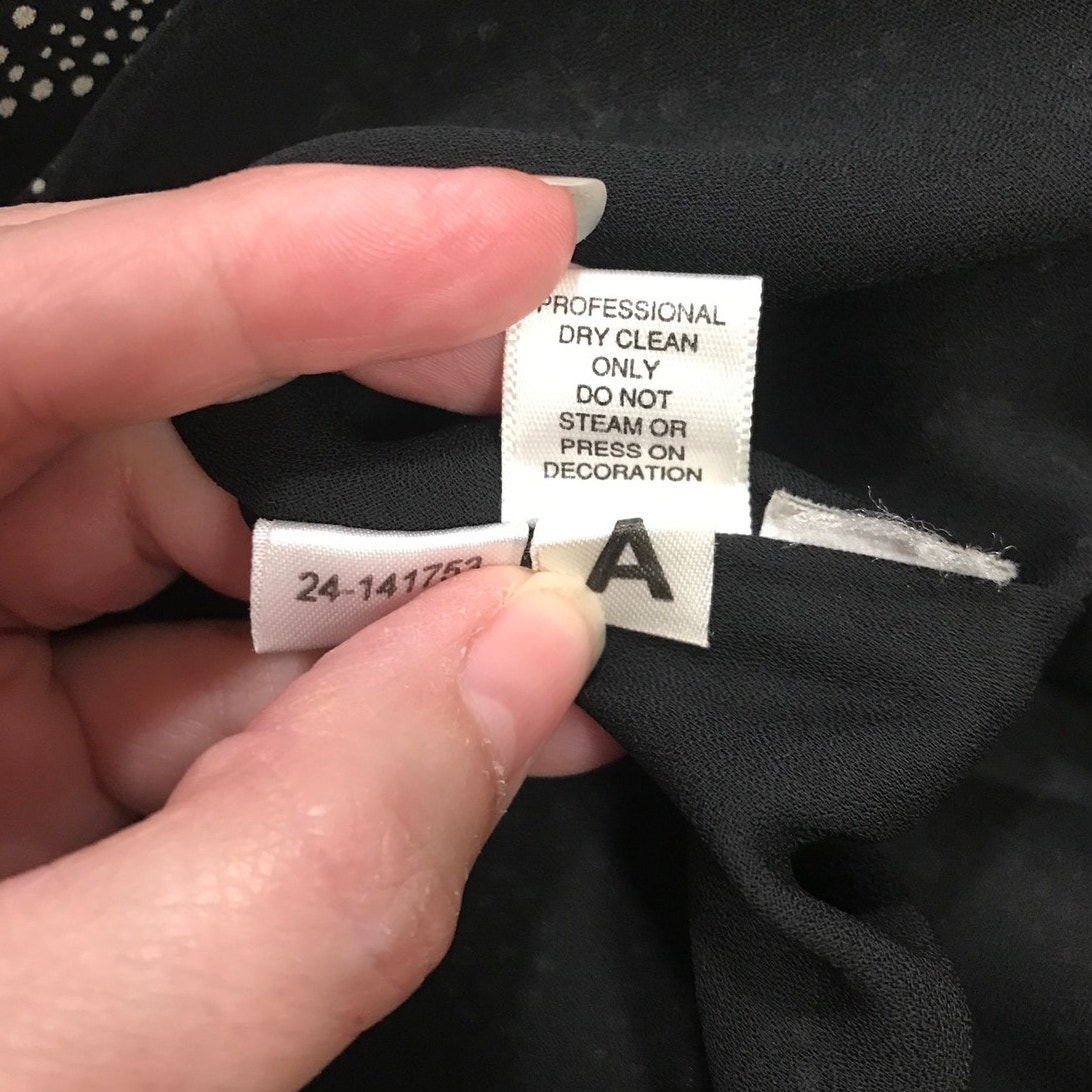 PROFESSIONAL
DRY CLEAN
ONLY
DO NOT
STEAM OR
PRESS ON
DECORATION
24-141753
A